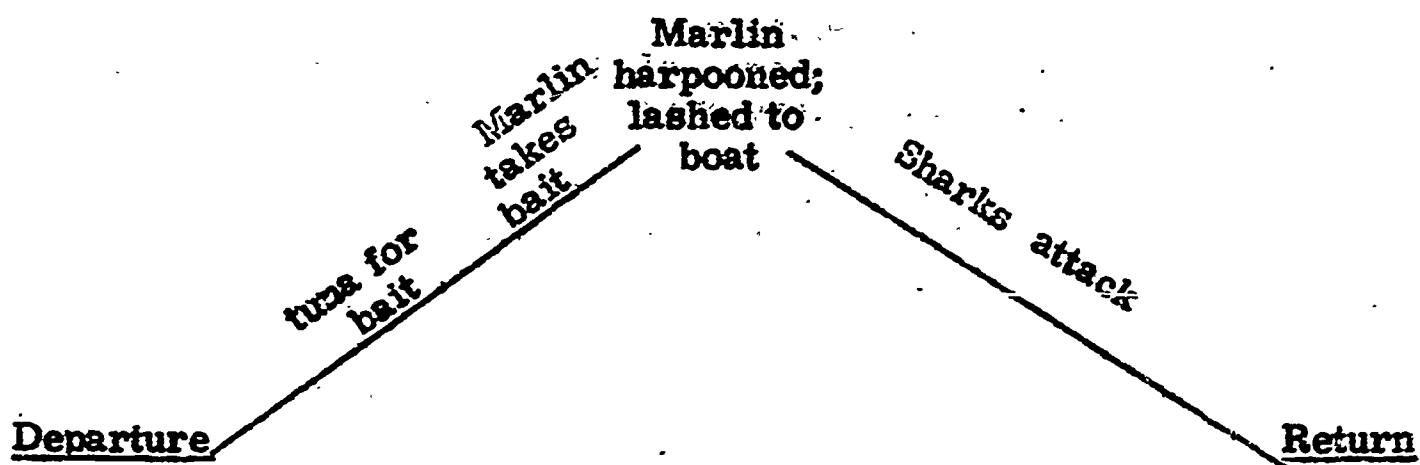 Marlin
harpooned;
lashed to
boat
Marlin
takes
bait
tuna for
bait
Sharks attack
Departure
Return